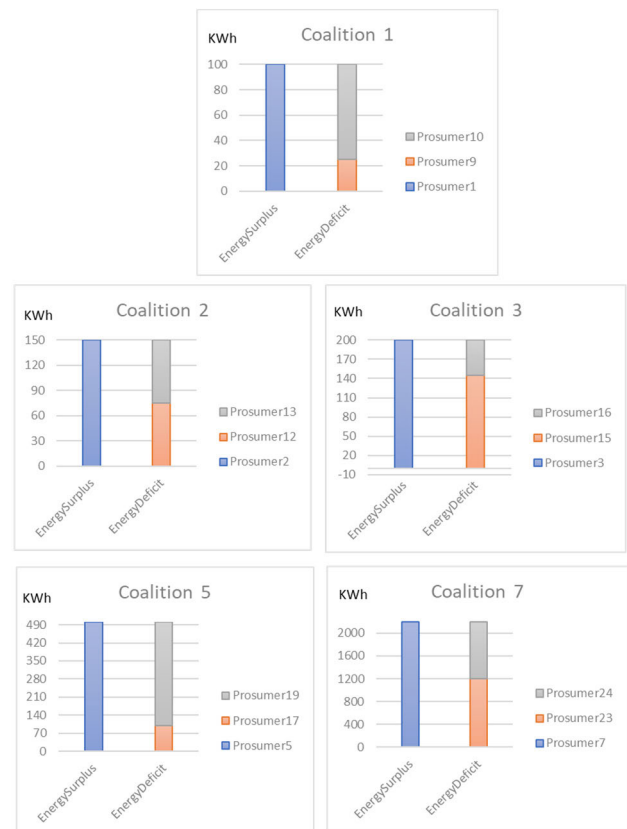 KWh
Coalition 1
100
80
60
40
20
0
EnergySurplus
EnergyDeficit
Prosumer10
Prosumer9
Prosumer1
KWh
Coalition 2
150
120
90
60
30
0
EnergySurplus
EnergyDeficit
Prosumer13
Prosumer12
Prosumer2
KWh
Coalition 3
200
170
140
110
80
50
20
-10
EnergySurplus
EnergyDeficit
Prosumer16
Prosumer15
Prosumer3
KWh
Coalition 5
490
420
350
280
210
140
70
0
EnergySurplus
EnergyDeficit
Prosumer19
Prosumer17
Prosumer5
KWh
Coalition 7
2000
1600
1200
800
400
0
EnergySurplus
EnergyDeficit
Prosumer24
Prosumer23
Prosumer7